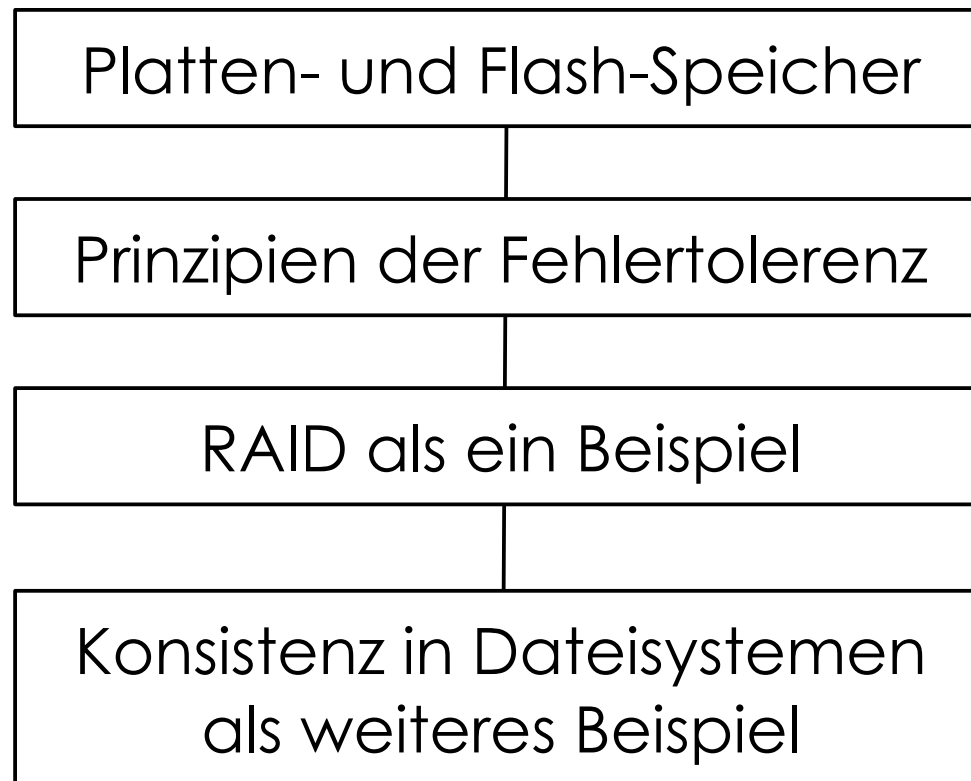 Platten- und Flash-Speicher
Prinzipien der Fehlertolerenz
RAID als ein Beispiel
Konsistenz in Dateisystemen
als weiteres Beispiel